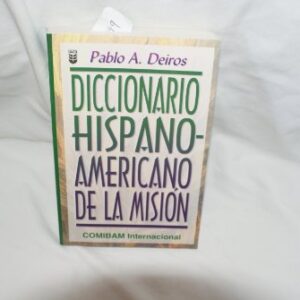 Pablo A. Deiros
DICCIONARIO
HISPANO-
AMERICANO
DE LA MISIÓN
COMIBAM Internacional